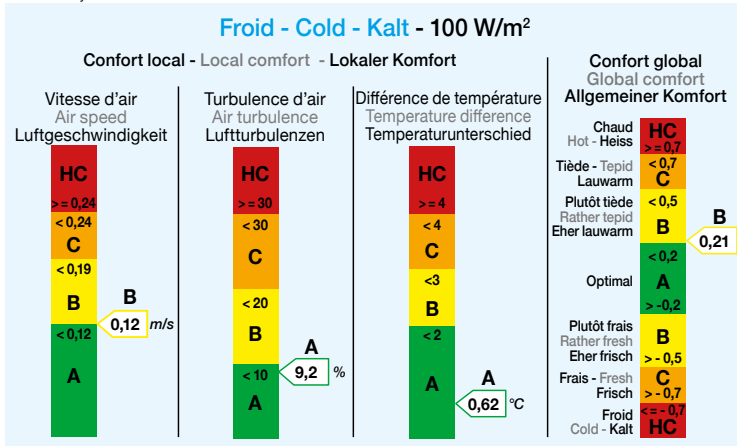 Froid - Cold - Kalt - 100 W/m²
Confort local - Local comfort - Lokaler Komfort
Vitesse d'air
Air speed
Luftgeschwindigkeit
HC
>= 0,24
< 0,24
C
< 0,19
B
< 0,12
A
B
0,12 m/s
Turbulence d'air
Air turbulence
Luftturbulenzen
HC
>= 30
< 30
C
< 20
B
< 10
A
A
9,2 %
Différence de température
Temperature difference
Temperaturunterschied
HC
>= 4
< 4
C
<3
B
< 2
A
A
0,62 °C
Confort global
Global comfort
Allgemeiner Komfort
Chaud
Hot - Heiss
HC
>= 0,7
Tiède - Tepid
Lauwarm
< 0,7
C
Plutôt tiède
Rather tepid
Eher lauwarm
< 0,5
B
B
0,21
Optimal
< 0,2
A
> -0,2
Plutôt frais
Rather fresh
Eher frisch
B
> - 0,5
Frais - Fresh
Frisch
C
> - 0,7
Froid
Cold - Kalt
<= - 0,7
HC